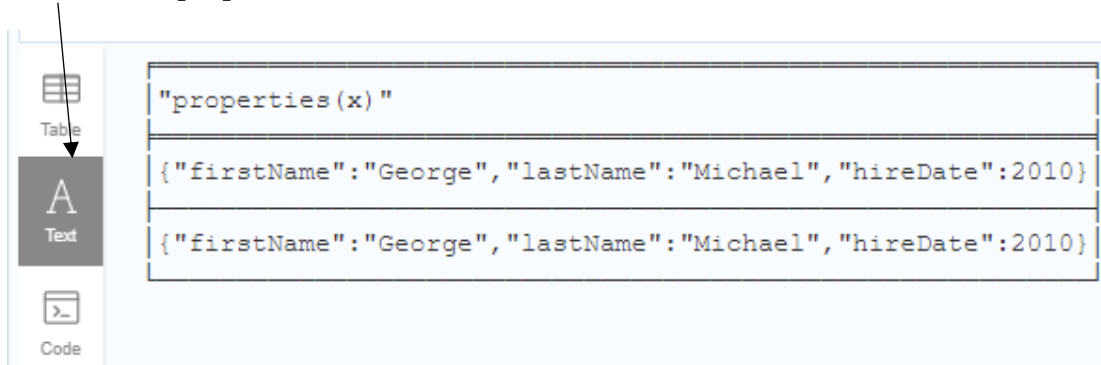 "properties(x)"
Table
{"firstName":"George","lastName":"Michael","hireDate":2010}
A
Text
{"firstName":"George","lastName":"Michael","hireDate":2010}
>_
Code